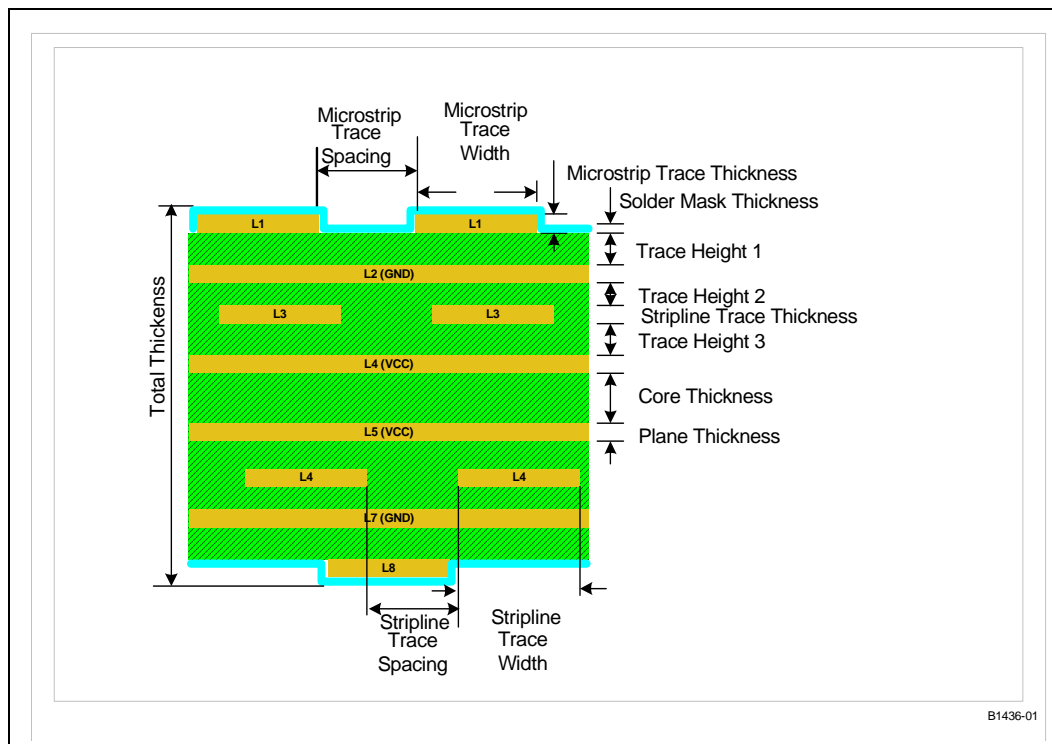 Microstrip
Trace
Spacing
Microstrip
Trace
Width
Microstrip Trace Thickness
Solder Mask Thickness
L1
L1
Trace Height 1
L2 (GND)
Trace Height 2
L3
L3
Stripline Trace Thickness
Trace Height 3
L4 (VCC)
Total Thickenss
Core Thickness
L5 (VCC)
Plane Thickness
L4
L4
L7 (GND)
L8
Stripline
Trace
Spacing
Stripline
Trace
Width
B1436-01